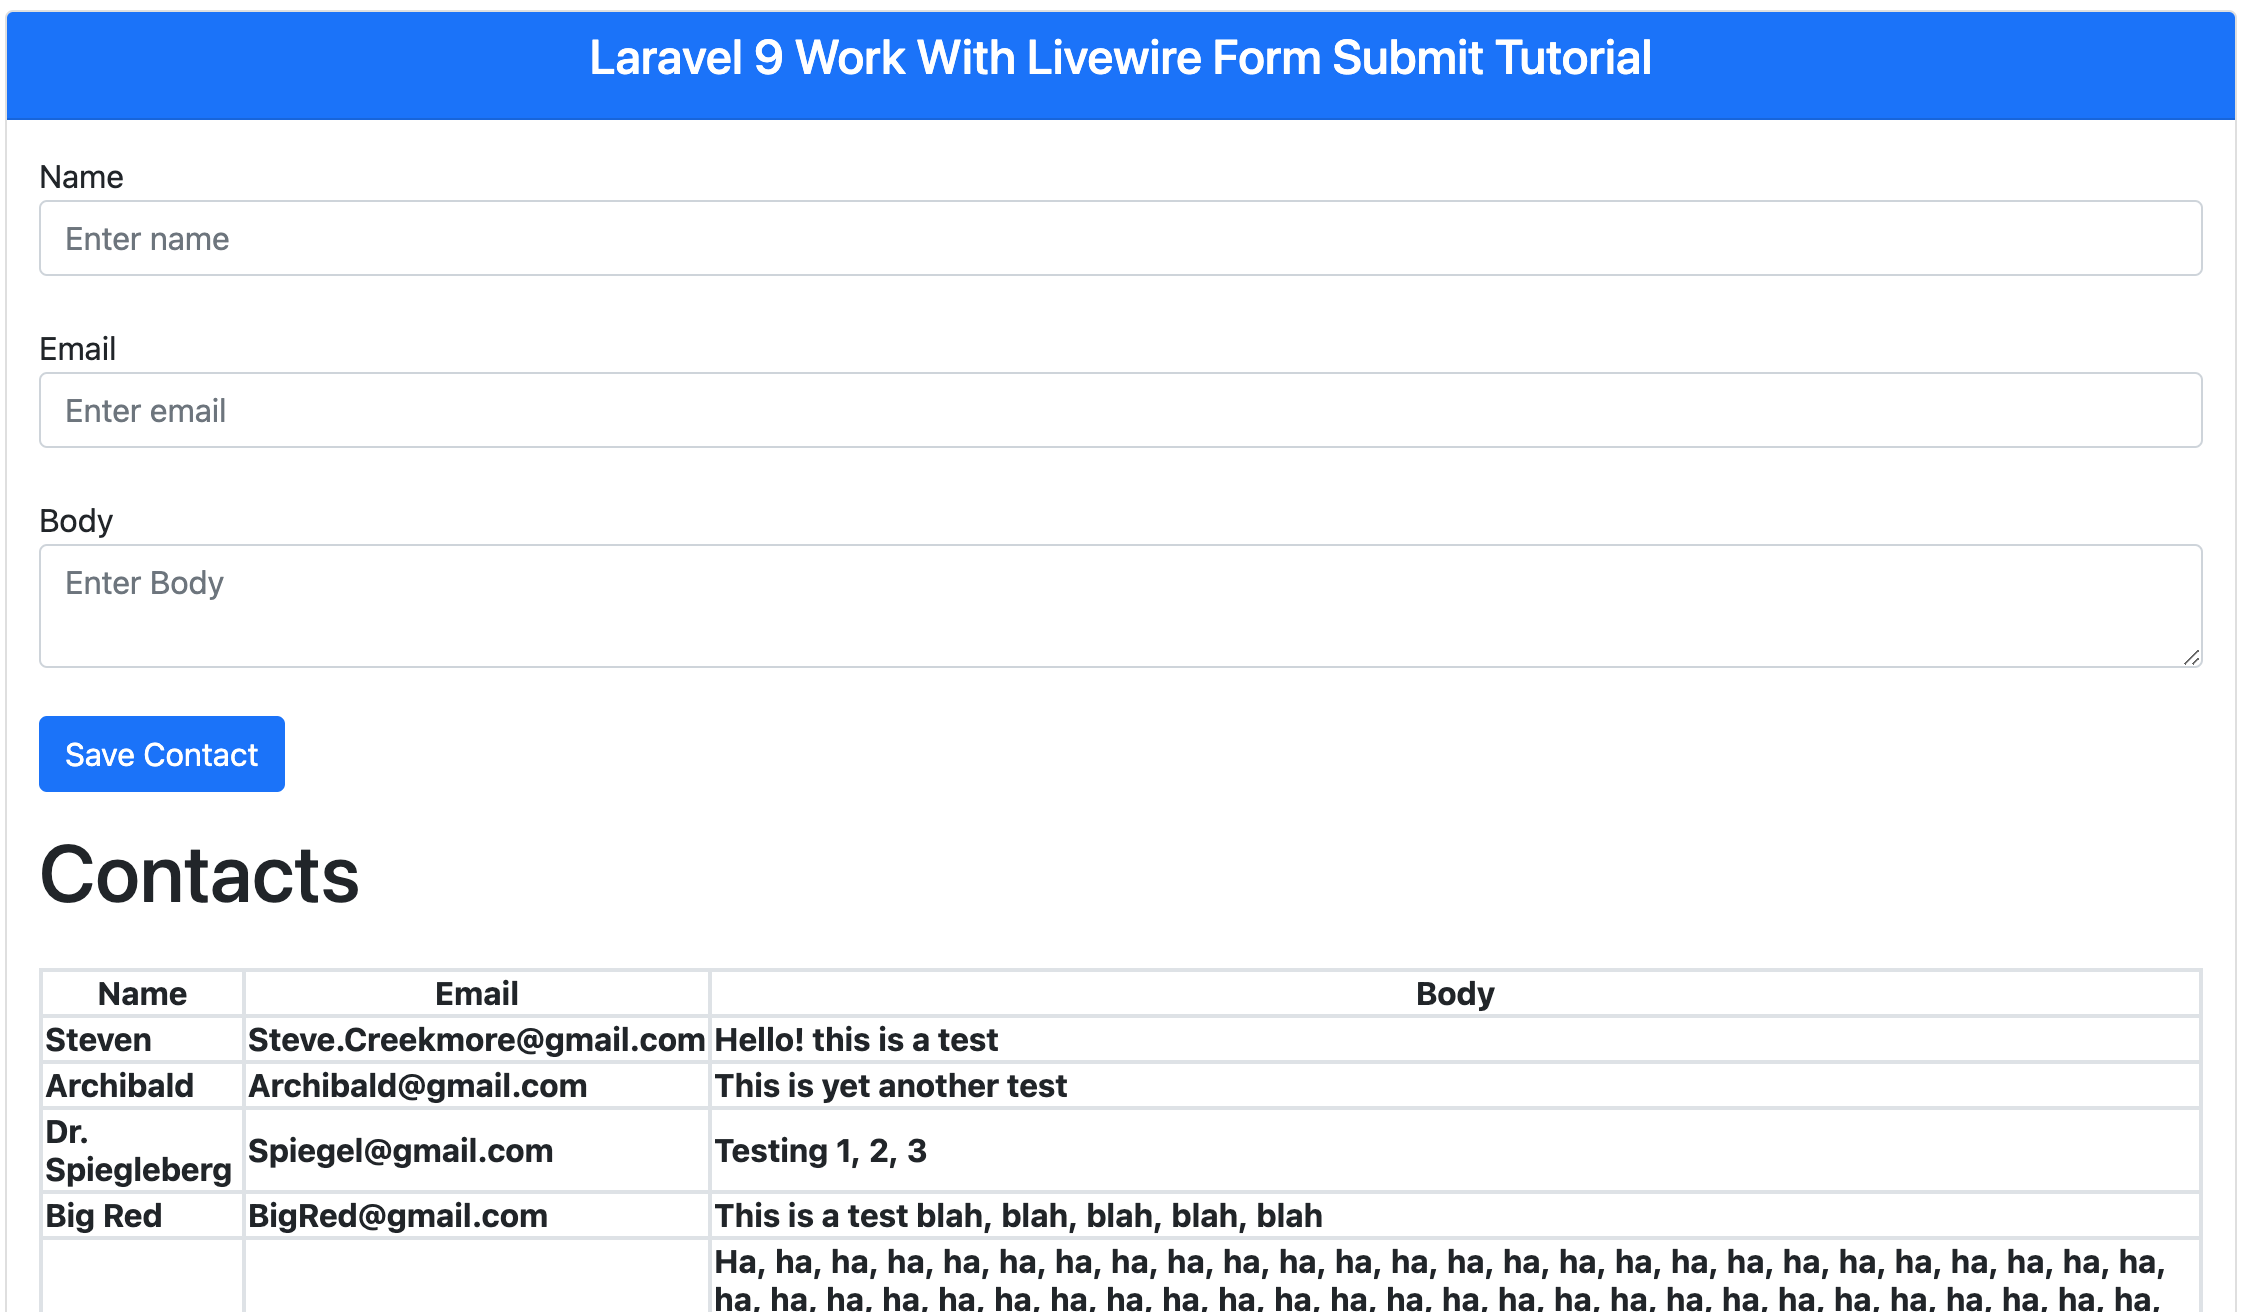 Laravel 9 Work With Livewire Form Submit Tutorial
Name
Enter name
Email
Enter email
Body
Enter Body
Save Contact
Contacts
Name Email Body
Steven Steve.Creekmore@gmail.com Hello! this is a test
Archibald Archibald@gmail.com This is yet another test
Dr.
Spiegleberg Spiegel@gmail.com Testing 1, 2, 3
Big Red BigRed@gmail.com This is a test blah, blah, blah, blah, blah
Ha, ha, ha, ha, ha, ha, ha, ha, ha, ha, ha, ha, ha, ha, ha, ha, ha, ha, ha, ha, ha, ha, ha, ha, ha, ha,
ha, ha, ha, ha, ha, ha, ha, ha, ha, ha, ha, ha, ha, ha, ha, ha, ha, ha, ha, ha, ha, ha, ha, ha, ha, ha,